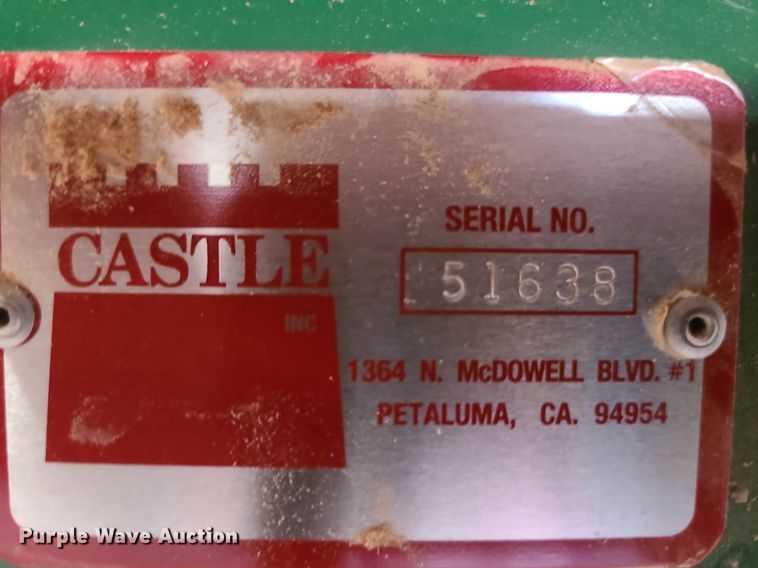 CASTLE
INC
SERIAL NO.
51638
1364 N. McDOWELL BLVD. #1
PETALUMA, CA. 94954
Purple Wave Auction